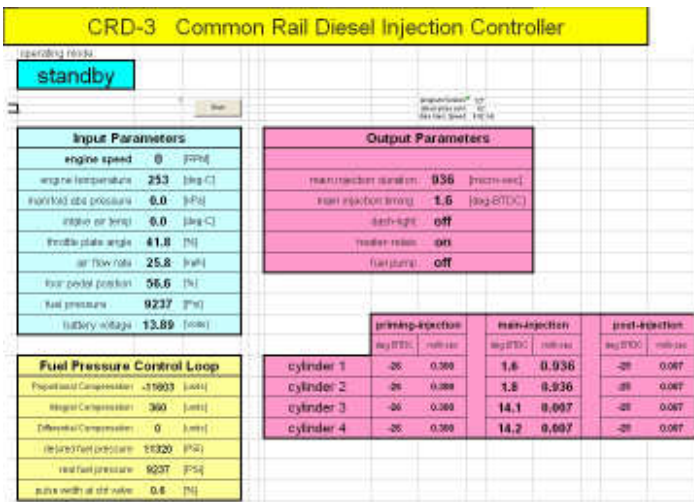 CRD-3 Common Rail Diesel Injection Controller
operating mode
standby
Input Parameters
engine speed 0 [RPM]
engine temperature 253 [deg-C]
manifold abs pressure 0.0 [kPa]
intake air temp 0.0 [deg-C]
throttle plate angle 41.8 [%]
air flow rate 25.8
foot pedal position 56.6 [%]
fuel pressure 9237 [Psi]
battery voltage 13.89 [volts]
Output Parameters
main injection duration 936 [micro-sec]
main injection timing 1.6 [deg-BTDC]
dash-light off
heater-relais on
fuel pump off
Fuel Pressure Control Loop
Proportional Compensation -11603 [units]
Integral Compensation 360 [units]
Differential Compensation 0 [units]
desired fuel pressure 11320 [PSI]
real fuel pressure 9237 [PSI]
pulse width at ctrl valve 0.6 [%]
priming-injection main-injection post-injection
deg BTDC milli-sec deg BTDC milli-sec deg BTDC milli-sec
cylinder 1 -26 0.300 1.6 0.936 -20 0.007
cylinder 2 -26 0.300 1.8 0.936 -20 0.007
cylinder 3 -26 0.300 14.1 0.007 -20 0.007
cylinder 4 -26 0.300 14.2 0.007 -20 0.007